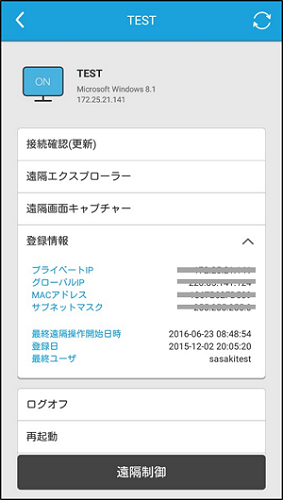 TEST
ON
TEST
Microsoft Windows 8.1
172.25.21.141
接続確認(更新)
遠隔エクスプローラー
遠隔画面キャプチャー
登録情報
プライベートIP
グローバルIP
MACアドレス
サブネットマスク
最終遠隔操作開始日時 2016-06-23 08:48:54
登録日 2015-12-02 20:05:20
最終ユーザ sasakitest
ログオフ
再起動
遠隔制御